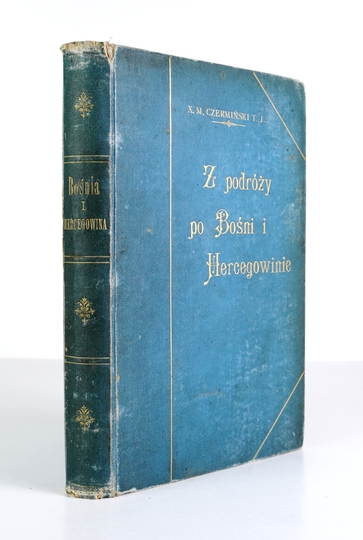 X. M. CZERMIŃSKI T. J.
Z podróży
po Bośni i
Hercegowinie
Bośnia
I
HERCEGOWINA